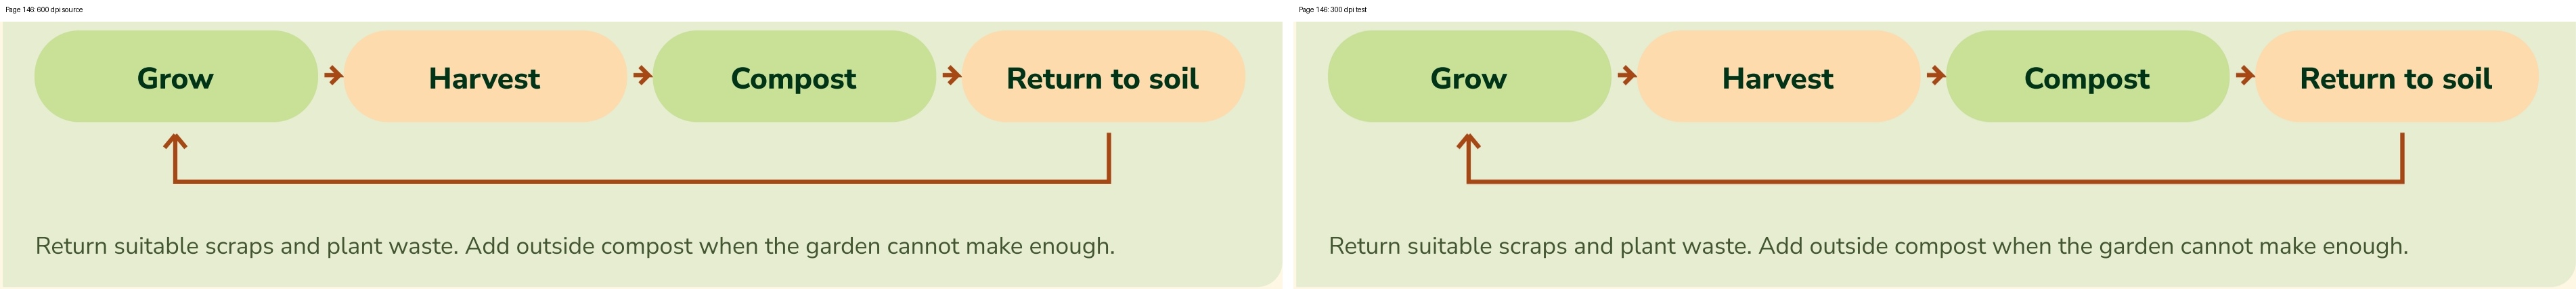 Page 146: 600 dpi source
Grow
Harvest
Compost
Return to soil
Return suitable scraps and plant waste. Add outside compost when the garden cannot make enough.
Page 146: 300 dpi test
Grow
Harvest
Compost
Return to soil
Return suitable scraps and plant waste. Add outside compost when the garden cannot make enough.